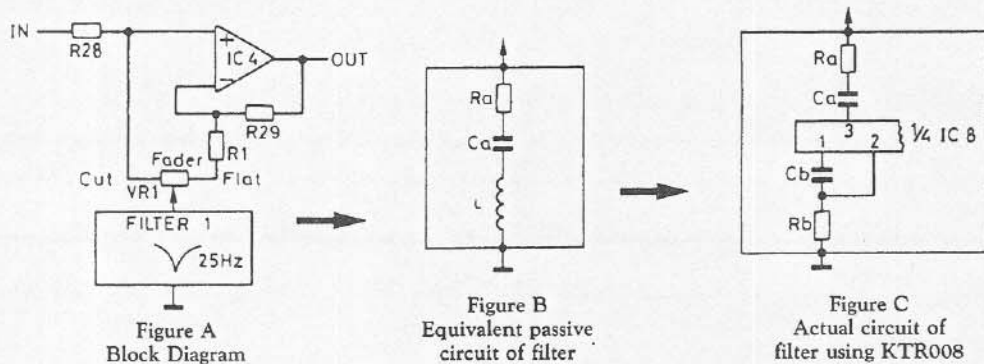 IN
R28
+
−
IC 4
OUT
R29
R1
Fader
Cut
Flat
VR1
FILTER 1
25Hz
Figure A
Block Diagram
Ra
Ca
L
Figure B
Equivalent passive
circuit of filter
Ra
Ca
3
1
2
¼ IC 8
Cb
Rb
Figure C
Actual circuit of
filter using KTR008